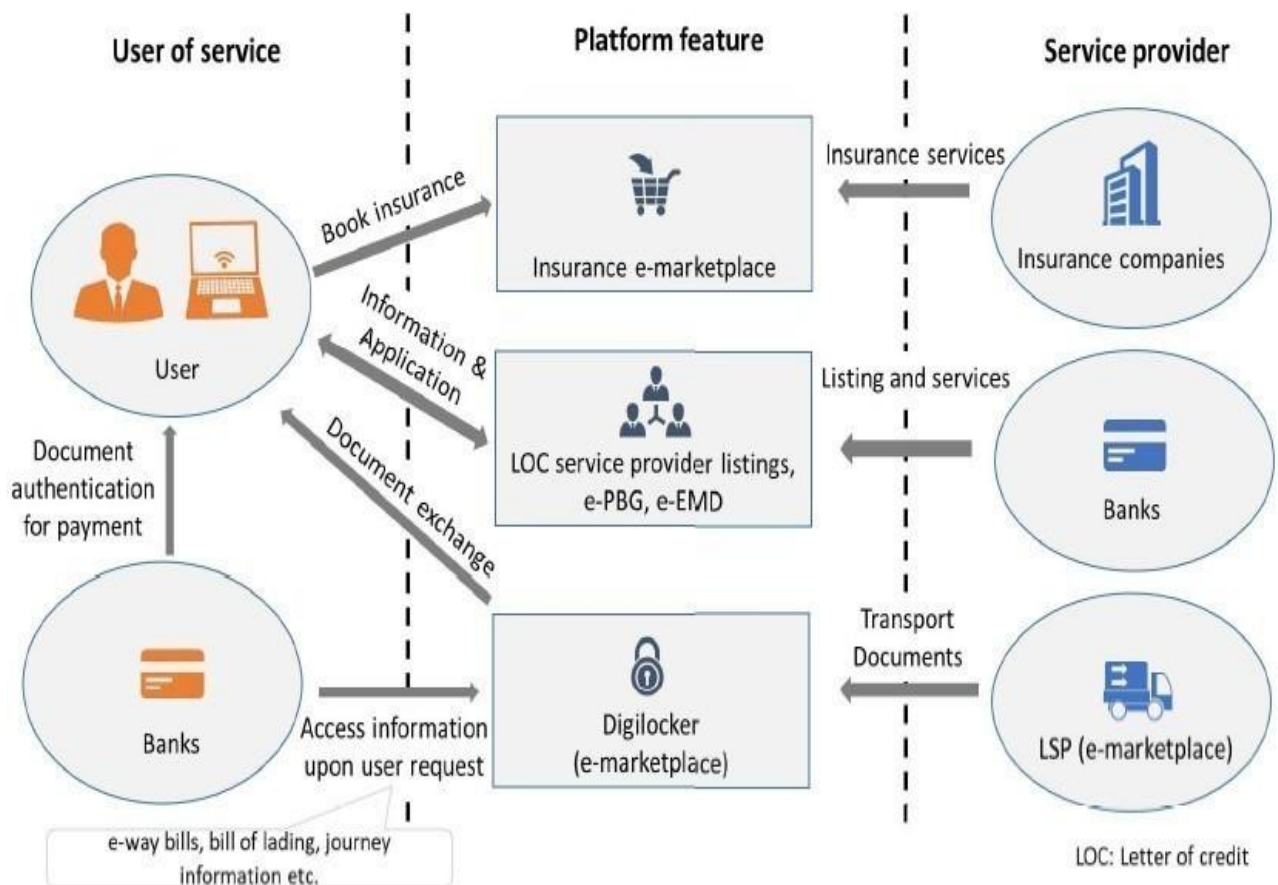 User of service
Platform feature
Service provider
Insurance services
Book insurance
Insurance e-marketplace
Insurance companies
User
Information &
Application
Listing and services
LOC service provider listings,
e-PBG, e-EMD
Banks
Document
authentication
for payment
Document exchange
Transport
Documents
Banks
Access information
upon user request
Digilocker
(e-marketplace)
LSP (e-marketplace)
e-way bills, bill of lading, journey
information etc.
LOC: Letter of credit